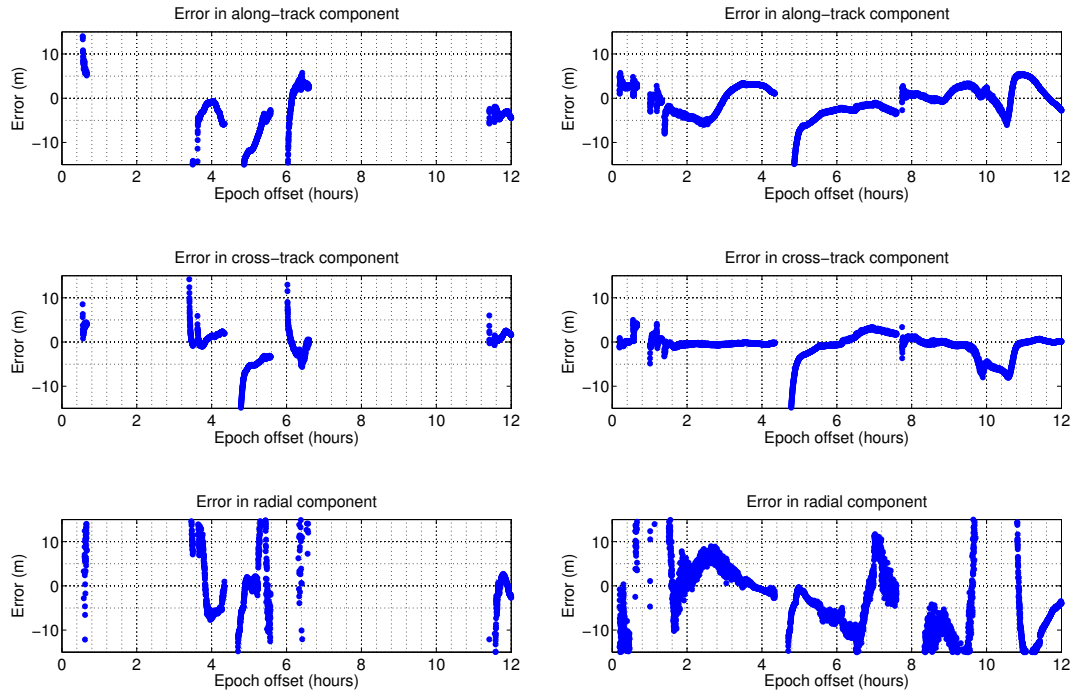 Error in along−track component
Error (m)
10
0
−10
0 2 4 6 8 10 12
Epoch offset (hours)
Error in along−track component
Error (m)
10
0
−10
0 2 4 6 8 10 12
Epoch offset (hours)
Error in cross−track component
Error (m)
10
0
−10
0 2 4 6 8 10 12
Epoch offset (hours)
Error in cross−track component
Error (m)
10
0
−10
0 2 4 6 8 10 12
Epoch offset (hours)
Error in radial component
Error (m)
10
0
−10
0 2 4 6 8 10 12
Epoch offset (hours)
Error in radial component
Error (m)
10
0
−10
0 2 4 6 8 10 12
Epoch offset (hours)